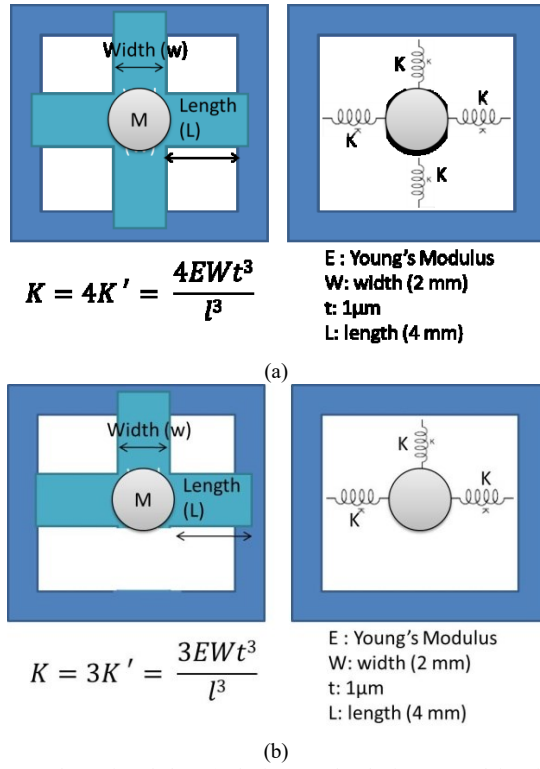 Width (w)
M
Length
(L)
K
K
K
K
K
K
K
K
K = 4K′ = 4EWt³ / l³
E : Young's Modulus
W: width (2 mm)
t: 1μm
L: length (4 mm)
(a)
Width (w)
M
Length
(L)
K
K
K
K
K
K
K = 3K′ = 3EWt³ / l³
E : Young's Modulus
W: width (2 mm)
t: 1μm
L: length (4 mm)
(b)